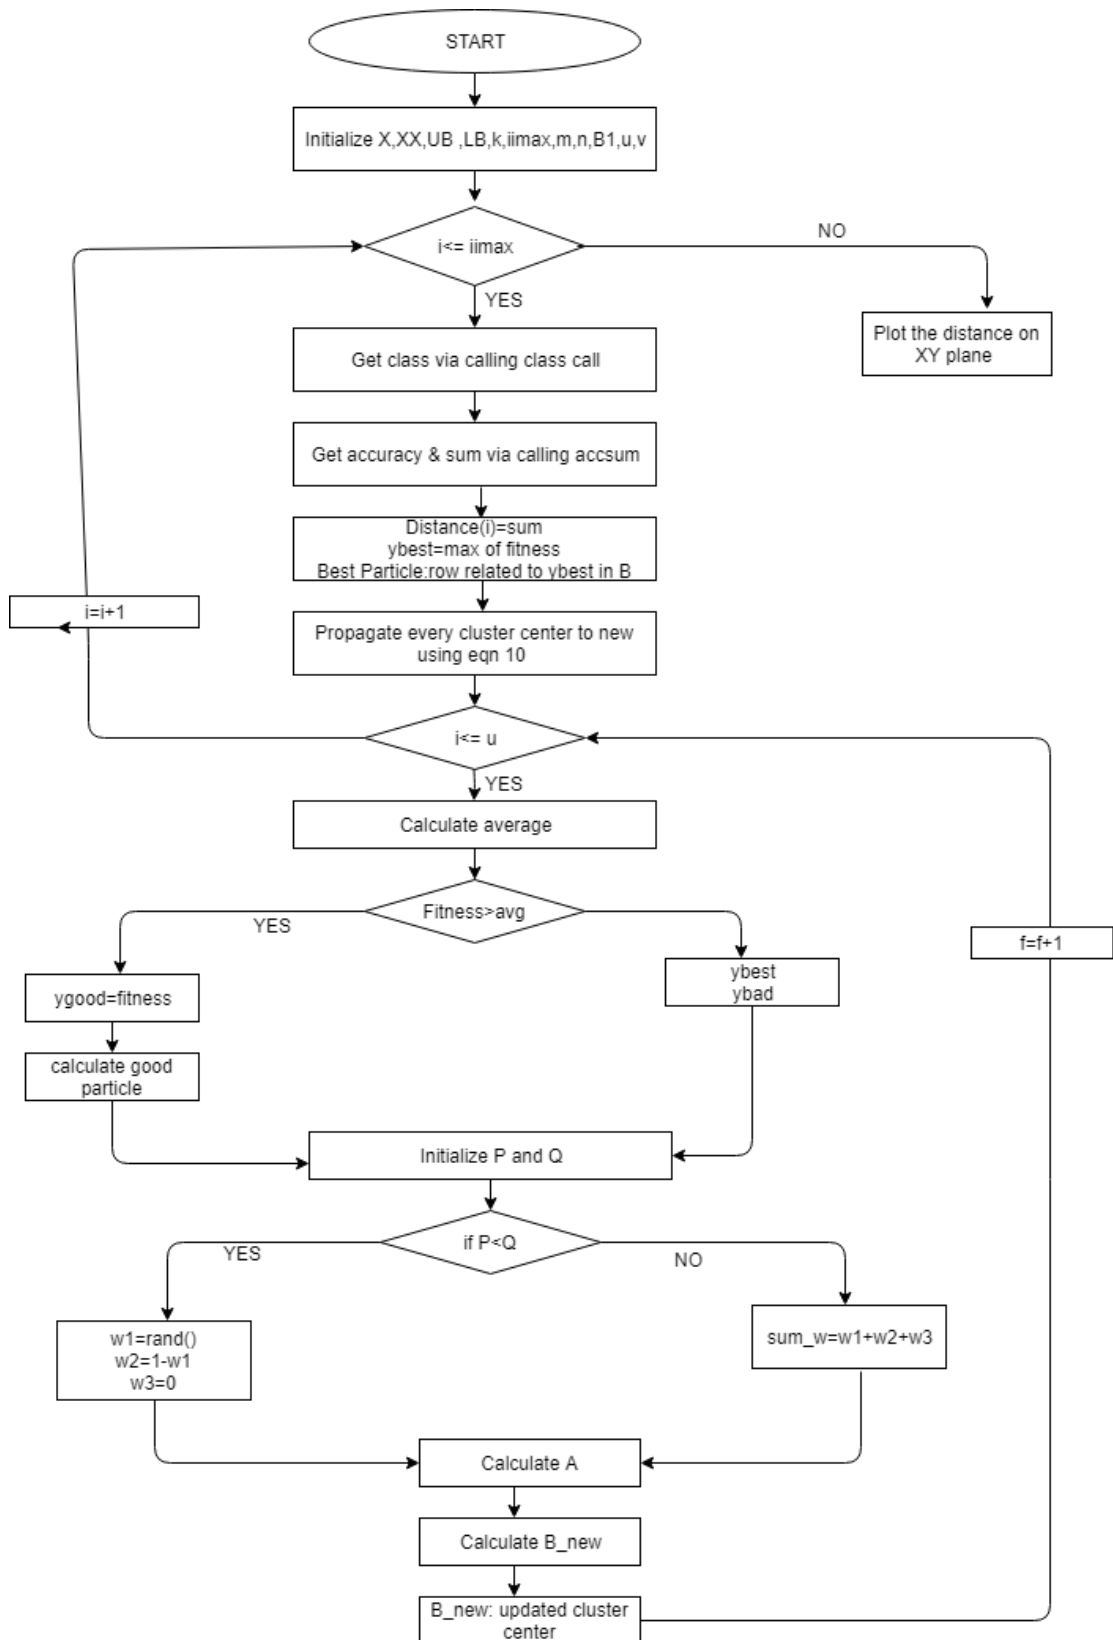 START
Initialize X,XX,UB ,LB,k,iimax,m,n,B1,u,v
i<= iimax
NO
YES
Plot the distance on
XY plane
Get class via calling class call
Get accuracy & sum via calling accsum
Distance(i)=sum
ybest=max of fitness
Best Particle:row related to ybest in B
i=i+1
Propagate every cluster center to new
using eqn 10
i<= u
YES
Calculate average
Fitness>avg
YES
f=f+1
ygood=fitness
ybest
ybad
calculate good
particle
Initialize P and Q
if P<Q
YES
NO
w1=rand()
w2=1-w1
w3=0
sum_w=w1+w2+w3
Calculate A
Calculate B_new
B_new: updated cluster
center